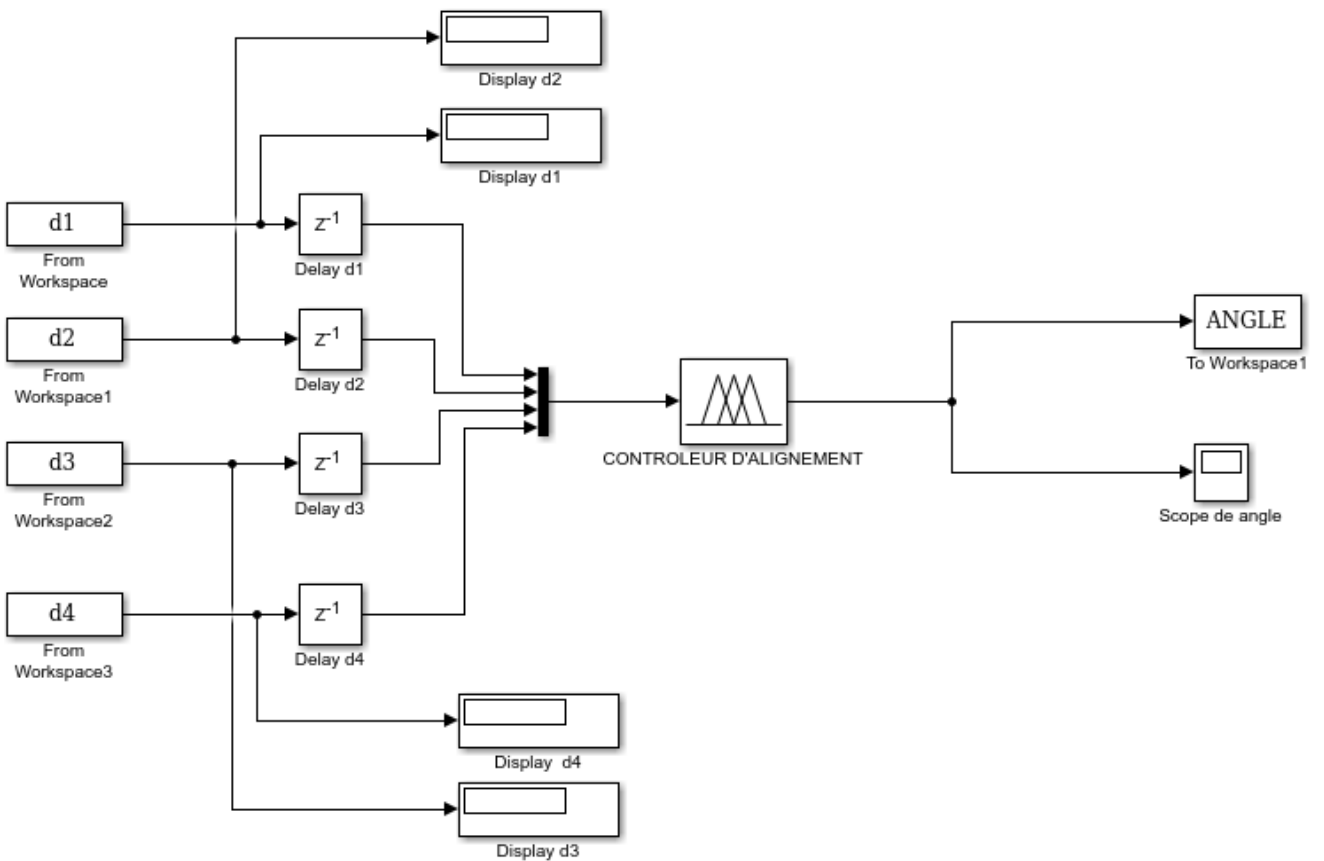 Display d2
Display d1
d1
From
Workspace
z-1
Delay d1
d2
From
Workspace1
z-1
Delay d2
ANGLE
To Workspace1
CONTROLEUR D'ALIGNEMENT
d3
From
Workspace2
z-1
Delay d3
Scope de angle
d4
From
Workspace3
z-1
Delay d4
Display  d4
Display d3